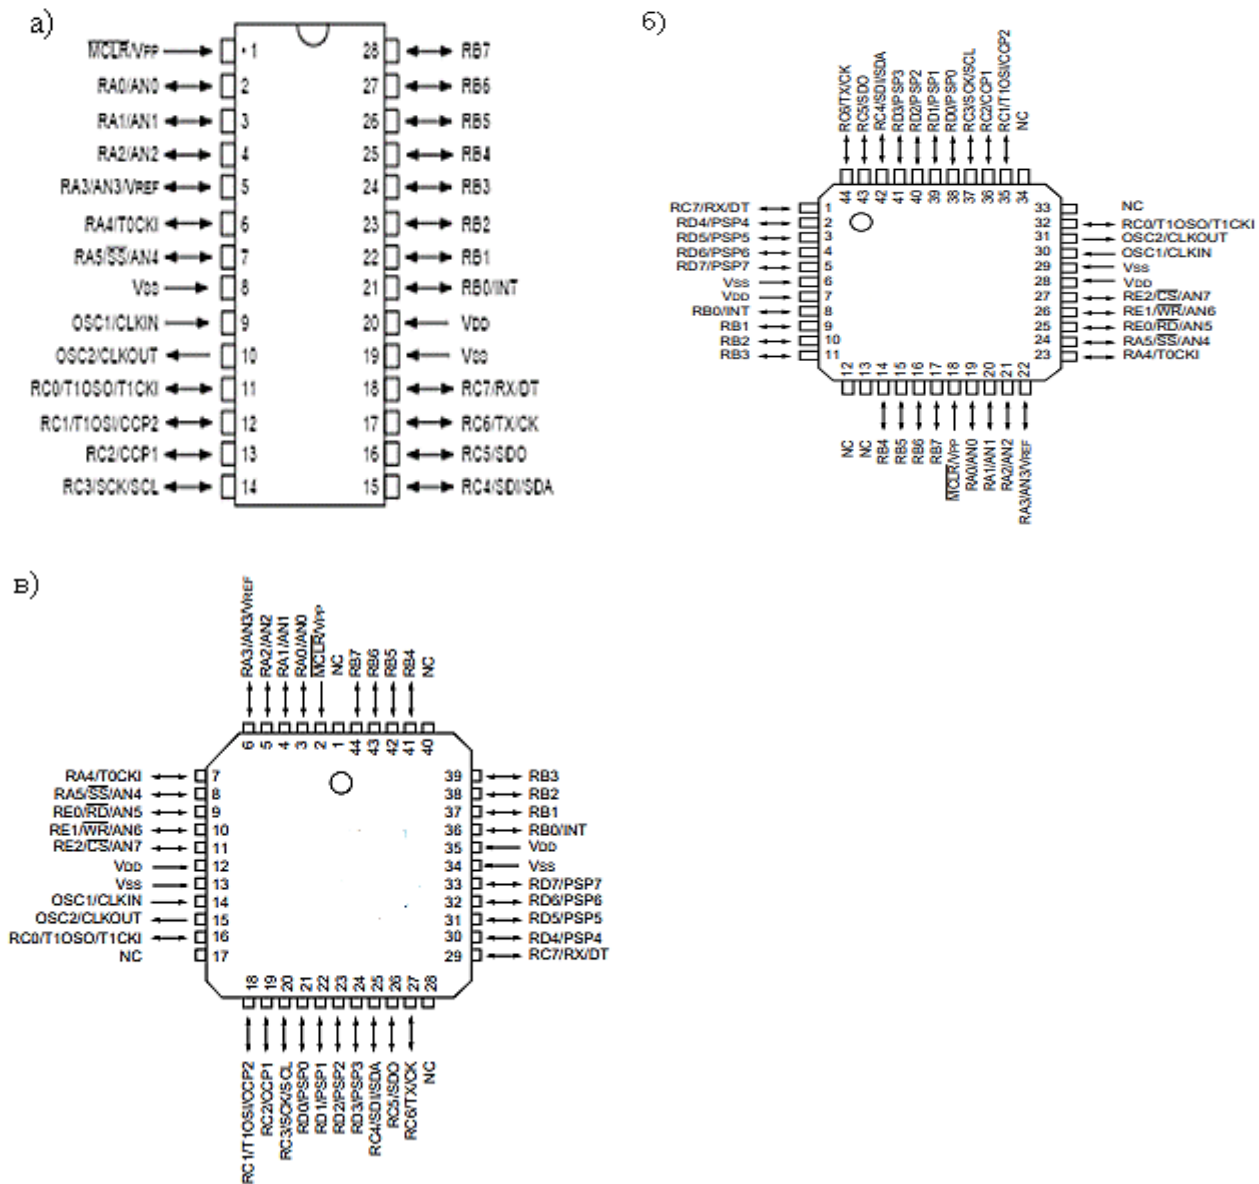 а)
M̅C̅L̅R̅/VPP • 1 28 RB7
RA0/AN0 2 27 RB6
RA1/AN1 3 26 RB5
RA2/AN2 4 25 RB4
RA3/AN3/VREF 5 24 RB3
RA4/T0CKI 6 23 RB2
RA5/S̅S̅/AN4 7 22 RB1
VSS 8 21 RB0/INT
OSC1/CLKIN 9 20 VDD
OSC2/CLKOUT 10 19 VSS
RC0/T1OSO/T1CKI 11 18 RC7/RX/DT
RC1/T1OSI/CCP2 12 17 RC6/TX/CK
RC2/CCP1 13 16 RC5/SDO
RC3/SCK/SCL 14 15 RC4/SDI/SDA
б)
RC6/TX/CK
RC5/SDO
RC4/SDI/SDA
RD3/PSP3
RD2/PSP2
RD1/PSP1
RD0/PSP0
RC3/SCK/SCL
RC2/CCP1
RC1/T1OSI/CCP2
NC
44 43 42 41 40 39 38 37 36 35 34
RC7/RX/DT 1 33 NC
RD4/PSP4 2 32 RC0/T1OSO/T1CKI
RD5/PSP5 3 31 OSC2/CLKOUT
RD6/PSP6 4 30 OSC1/CLKIN
RD7/PSP7 5 29 VSS
VSS 6 28 VDD
VDD 7 27 RE2/C̅S̅/AN7
RB0/INT 8 26 RE1/W̅R̅/AN6
RB1 9 25 RE0/R̅D̅/AN5
RB2 10 24 RA5/S̅S̅/AN4
RB3 11 23 RA4/T0CKI
12 13 14 15 16 17 18 19 20 21 22
NC
NC
RB4
RB5
RB6
RB7
M̅C̅L̅R̅/VPP
RA0/AN0
RA1/AN1
RA2/AN2
RA3/AN3/VREF
в)
RA3/AN3/VREF
RA2/AN2
RA1/AN1
RA0/AN0
M̅C̅L̅R̅/VPP
NC
RB7
RB6
RB5
RB4
NC
6 5 4 3 2 1 44 43 42 41 40
RA4/T0CKI 7 39 RB3
RA5/S̅S̅/AN4 8 38 RB2
RE0/R̅D̅/AN5 9 37 RB1
RE1/W̅R̅/AN6 10 36 RB0/INT
RE2/C̅S̅/AN7 11 35 VDD
VDD 12 34 VSS
VSS 13 33 RD7/PSP7
OSC1/CLKIN 14 32 RD6/PSP6
OSC2/CLKOUT 15 31 RD5/PSP5
RC0/T1OSO/T1CKI 16 30 RD4/PSP4
NC 17 29 RC7/RX/DT
18 19 20 21 22 23 24 25 26 27 28
RC1/T1OSI/CCP2
RC2/CCP1
RC3/SCK/SCL
RD0/PSP0
RD1/PSP1
RD2/PSP2
RD3/PSP3
RC4/SDI/SDA
RC5/SDO
RC6/TX/CK
NC